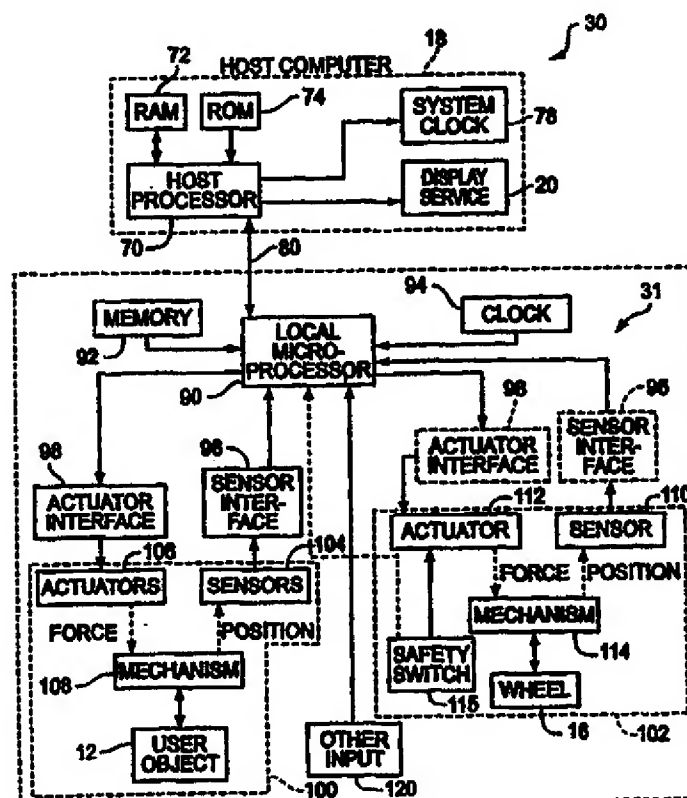 30
18
HOST COMPUTER
72
74
RAM
ROM
SYSTEM
CLOCK
78
HOST
PROCESSOR
DISPLAY
SERVICE
20
70
80
94
31
MEMORY
CLOCK
92
LOCAL
MICRO-
PROCESSOR
90
98
96
98
96
ACTUATOR
INTERFACE
SENSOR
INTER-
FACE
ACTUATOR
INTERFACE
SENSOR
INTER-
FACE
106
104
112
110
ACTUATORS
SENSORS
ACTUATOR
SENSOR
FORCE
POSITION
FORCE
POSITION
MECHANISM
108
MECHANISM
114
SAFETY
SWITCH
115
WHEEL
16
102
12
USER
OBJECT
100
OTHER
INPUT
120